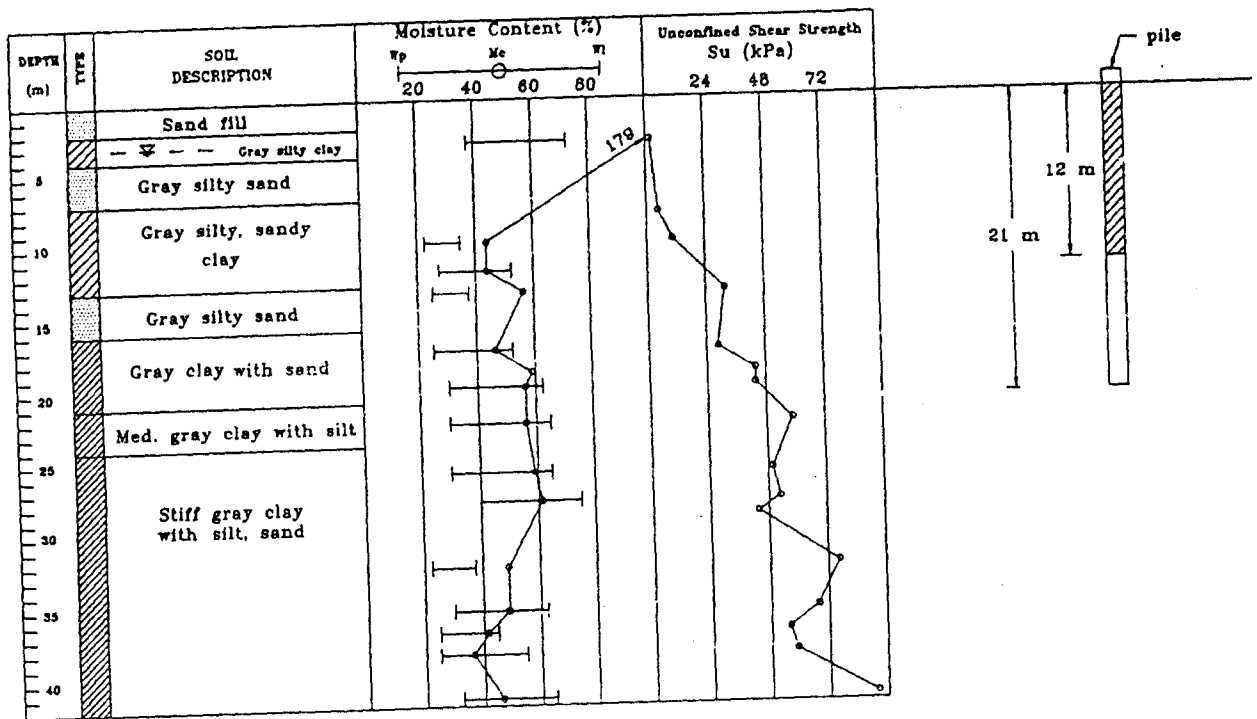 Moisture Content (%)
Wp Mc Wl
40 60 80
Unconfined Shear Strength
Su (kPa)
24 48 72
DEPTH
(m)
TYPE
SOIL
DESCRIPTION
Sand fill
Gray silty clay
5
Gray silty sand
Gray silty, sandy
clay
10
Gray silty sand
15
Gray clay with sand
20
Med. gray clay with silt
25
Stiff gray clay
with silt, sand
30
35
40
179
pile
12 m
21 m